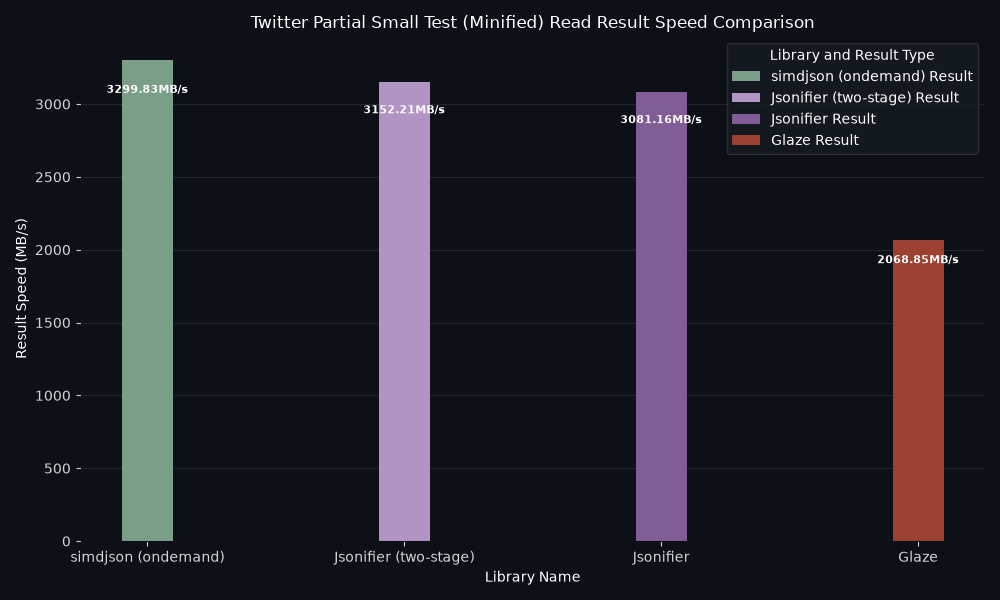 Twitter Partial Small Test (Minified) Read Result Speed Comparison
Library and Result Type
simdjson (ondemand) Result
Jsonifier (two-stage) Result
Jsonifier Result
Glaze Result
3299.83MB/s
3152.21MB/s
3081.16MB/s
2068.85MB/s
Result Speed (MB/s)
3000
2500
2000
1500
1000
500
0
simdjson (ondemand)
Jsonifier (two-stage)
Jsonifier
Glaze
Library Name